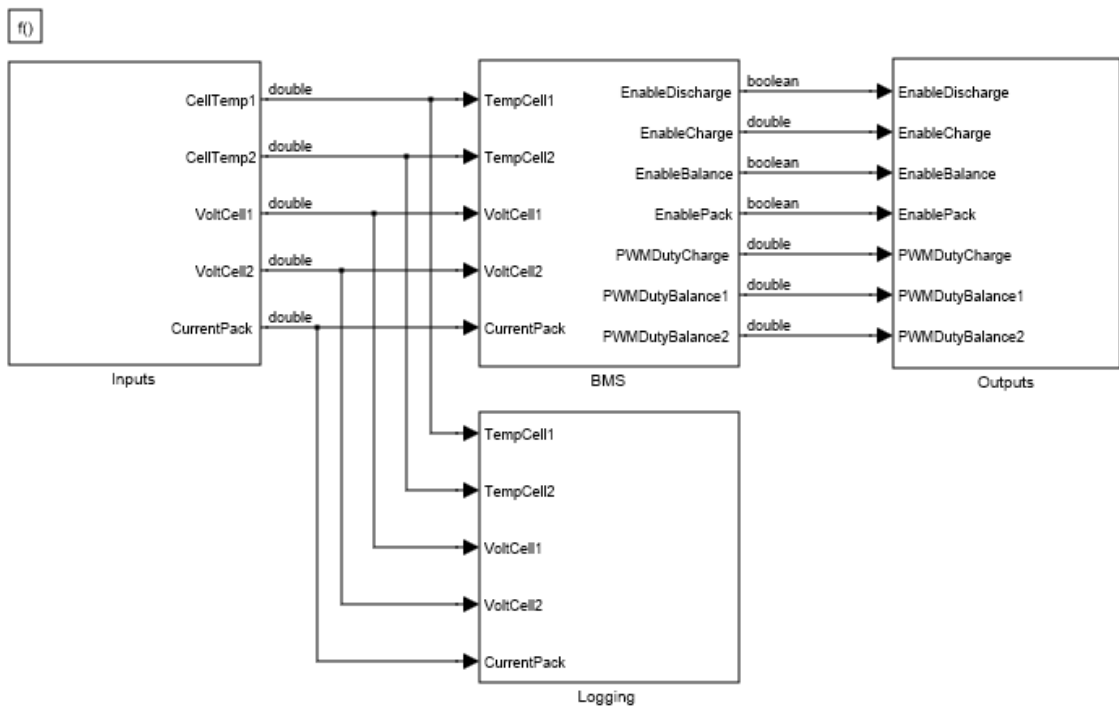 f()
CellTemp1
double
CellTemp2
double
VoltCell1
double
VoltCell2
double
CurrentPack
double
Inputs
TempCell1
TempCell2
VoltCell1
VoltCell2
CurrentPack
EnableDischarge
boolean
EnableCharge
double
EnableBalance
boolean
EnablePack
boolean
PWMDutyCharge
double
PWMDutyBalance1
double
PWMDutyBalance2
double
BMS
EnableDischarge
EnableCharge
EnableBalance
EnablePack
PWMDutyCharge
PWMDutyBalance1
PWMDutyBalance2
Outputs
TempCell1
TempCell2
VoltCell1
VoltCell2
CurrentPack
Logging